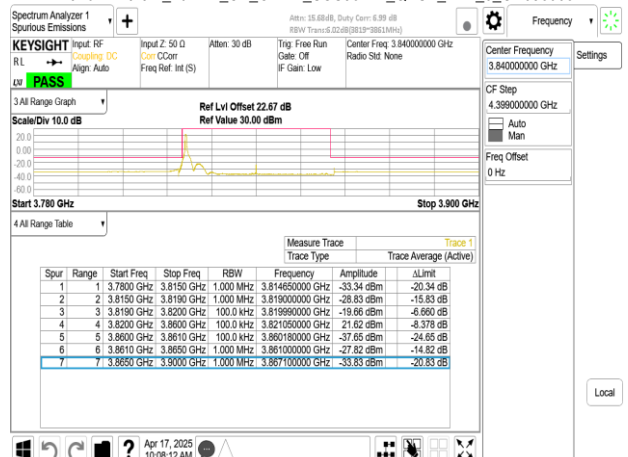 Spectrum Analyzer 1
Spurious Emissions
Attn: 15.68dB, Duty Corr: 6.99 dB
RBW Tranz:6.02dB(3819~3861MHz)
Frequency
KEYSIGHT
R L
PASS
Input: RF
Coupling: DC
Align: Auto
Input Z: 50 Ω
Corr CCorr
Freq Ref: Int (S)
Atten: 30 dB
Trig: Free Run
Gate: Off
IF Gain: Low
Center Freq: 3.840000000 GHz
Radio Std: None
Center Frequency
3.840000000 GHz
Settings
CF Step
4.399000000 GHz
Auto
Man
Freq Offset
0 Hz
3 All Range Graph
Scale/Div 10.0 dB
Ref Lvl Offset 22.67 dB
Ref Value 30.00 dBm
20.0
0.00
-20.0
-40.0
-60.0
Start 3.780 GHz
Stop 3.900 GHz
4 All Range Table
Measure Trace Trace 1
Trace Type Trace Average (Active)
Spur Range Start Freq Stop Freq RBW Frequency Amplitude ΔLimit
1 1 3.7800 GHz 3.8150 GHz 1.000 MHz 3.814650000 GHz -33.34 dBm -20.34 dB
2 2 3.8150 GHz 3.8190 GHz 1.000 MHz 3.819000000 GHz -28.83 dBm -15.83 dB
3 3 3.8190 GHz 3.8200 GHz 100.0 kHz 3.819990000 GHz -19.66 dBm -6.660 dB
4 4 3.8200 GHz 3.8600 GHz 100.0 kHz 3.821050000 GHz 21.62 dBm -8.378 dB
5 5 3.8600 GHz 3.8610 GHz 100.0 kHz 3.860180000 GHz -37.65 dBm -24.65 dB
6 6 3.8610 GHz 3.8650 GHz 1.000 MHz 3.861000000 GHz -27.82 dBm -14.82 dB
7 7 3.8650 GHz 3.9000 GHz 1.000 MHz 3.867100000 GHz -33.83 dBm -20.83 dB
Local
?
Apr 17, 2025
10:08:12 AM